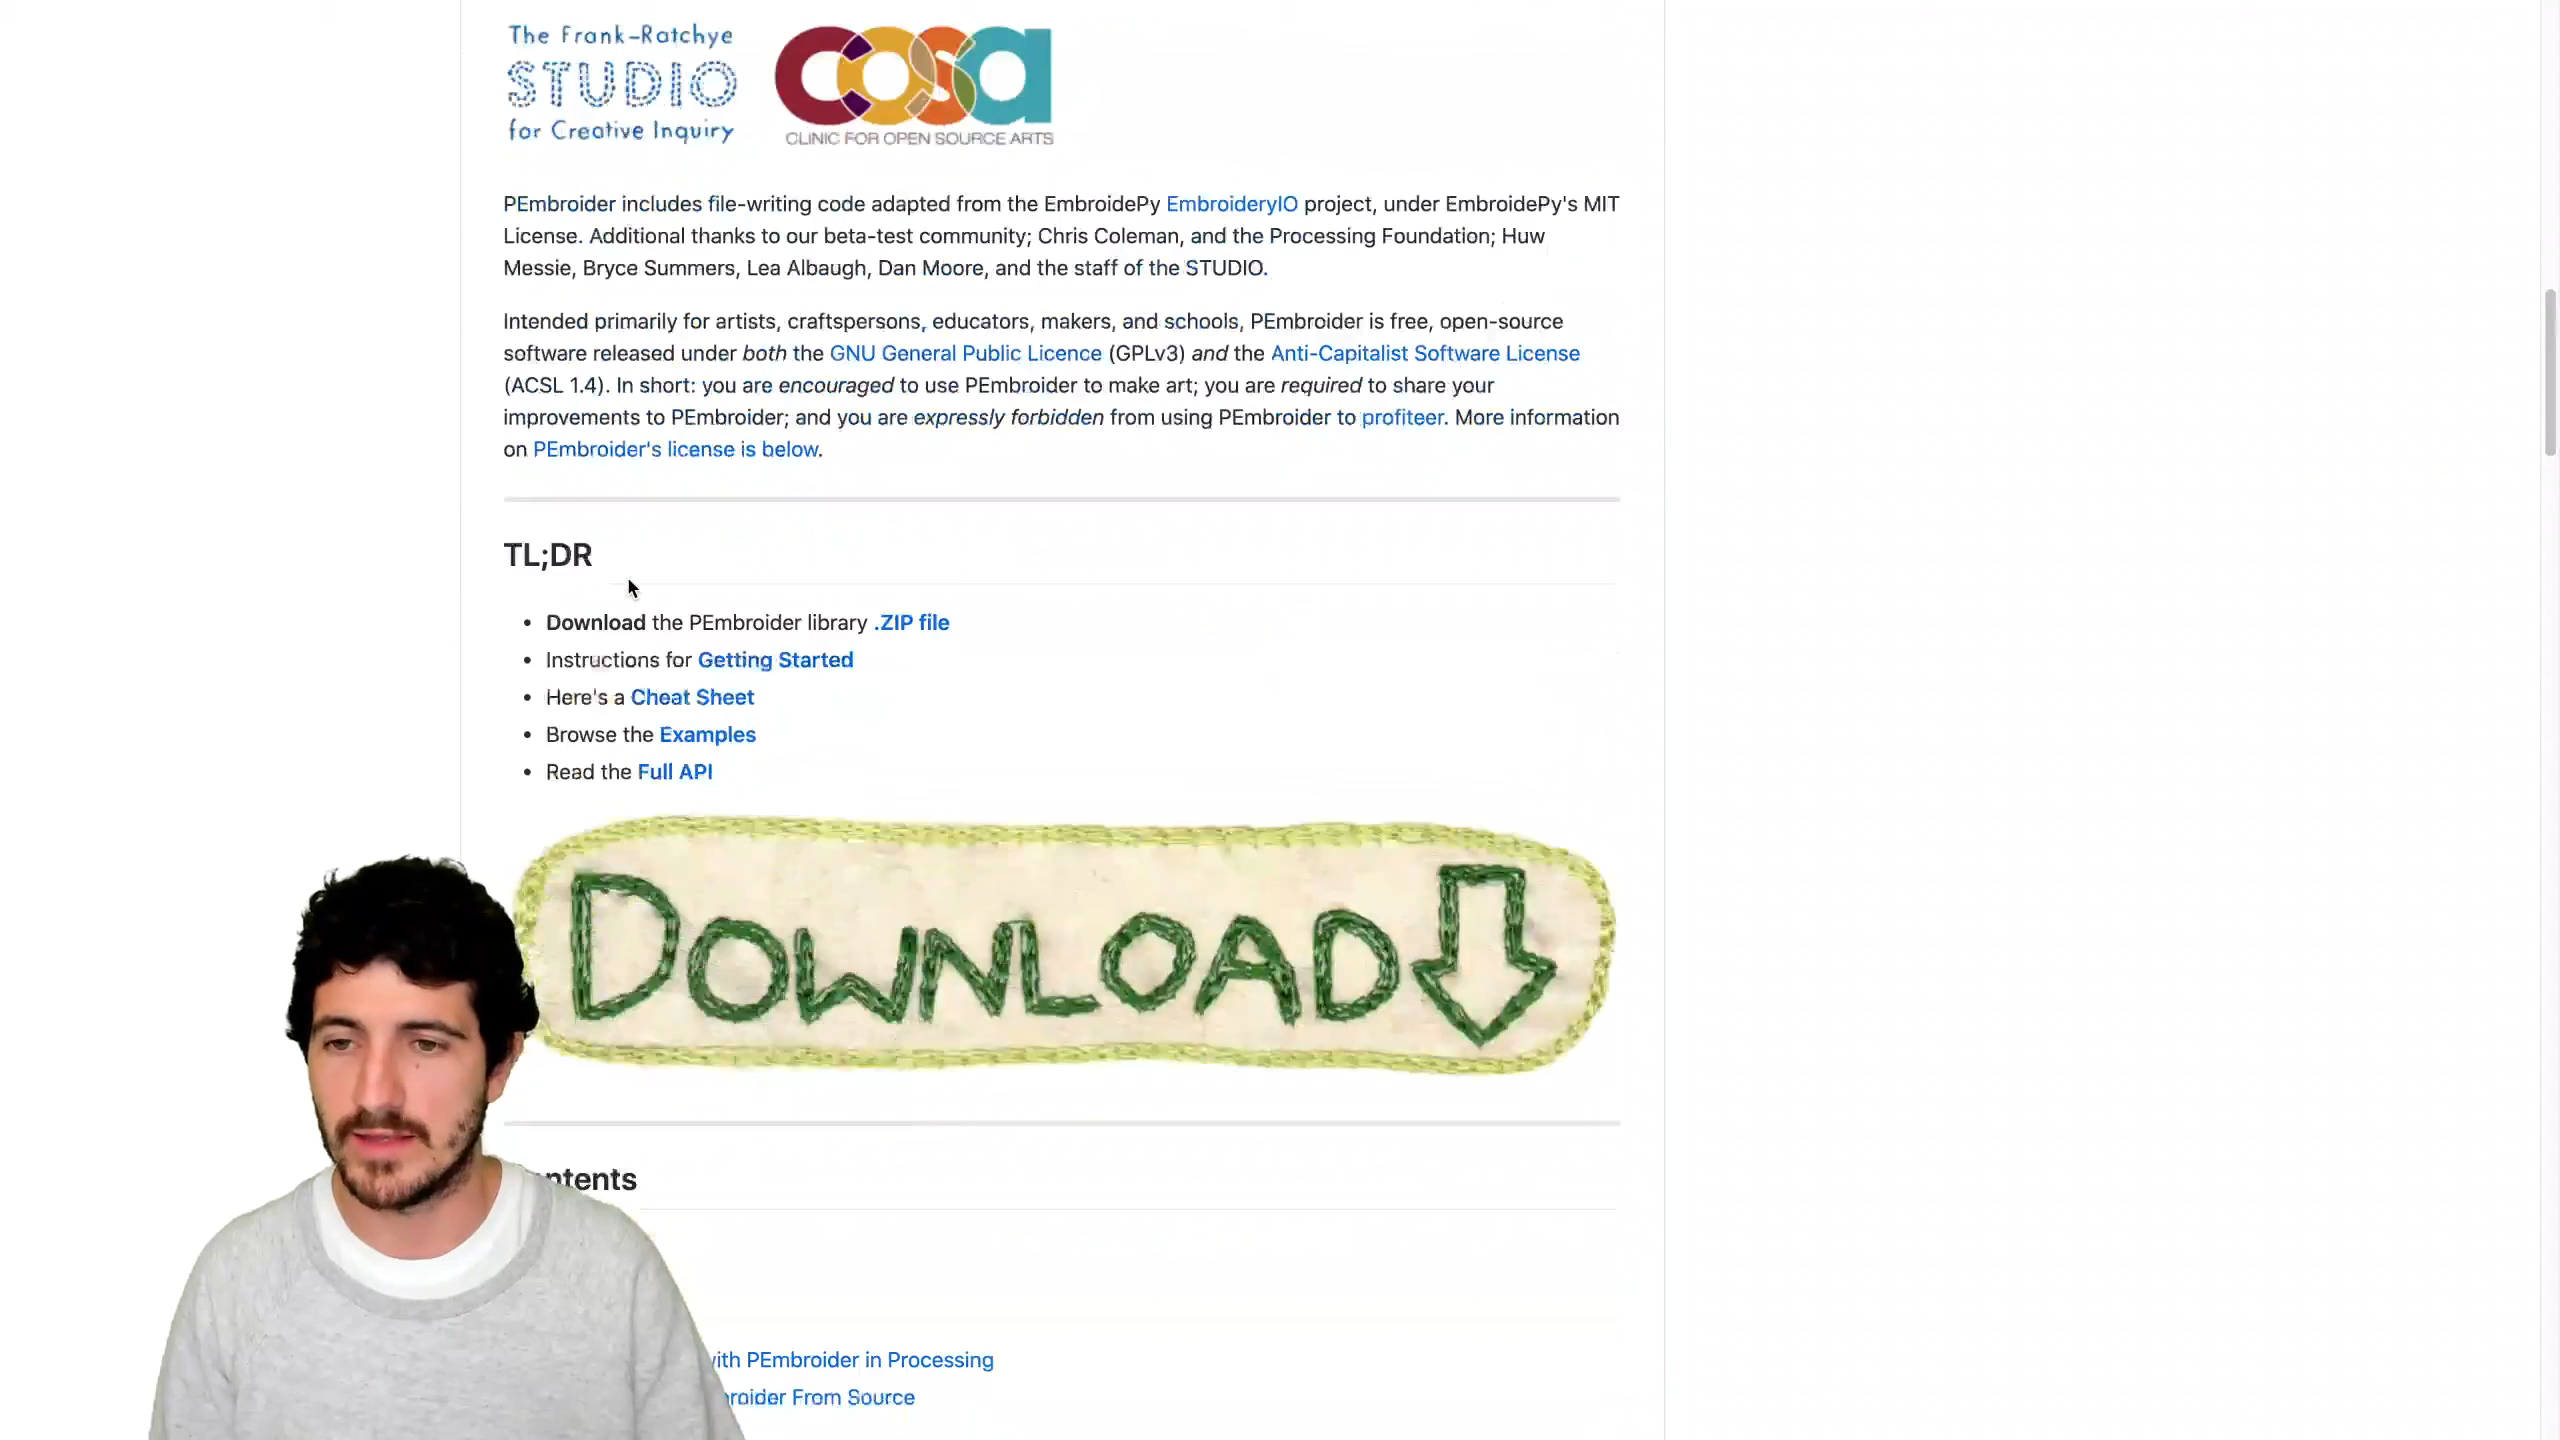 The Frank-Ratchye
STUDIO
for Creative Inquiry
cosa
CLINIC FOR OPEN SOURCE ARTS
PEmbroider includes file-writing code adapted from the EmbroidePy EmbroideryIO project, under EmbroidePy's MIT
License. Additional thanks to our beta-test community; Chris Coleman, and the Processing Foundation; Huw
Messie, Bryce Summers, Lea Albaugh, Dan Moore, and the staff of the STUDIO.
Intended primarily for artists, craftspersons, educators, makers, and schools, PEmbroider is free, open-source
software released under both the GNU General Public Licence (GPLv3) and the Anti-Capitalist Software License
(ACSL 1.4). In short: you are encouraged to use PEmbroider to make art; you are required to share your
improvements to PEmbroider; and you are expressly forbidden from using PEmbroider to profiteer. More information
on PEmbroider's license is below.
TL;DR
• Download the PEmbroider library .ZIP file
• Instructions for Getting Started
• Here's a Cheat Sheet
• Browse the Examples
• Read the Full API
DOWNLOAD
ntents
with PEmbroider in Processing
broider From Source